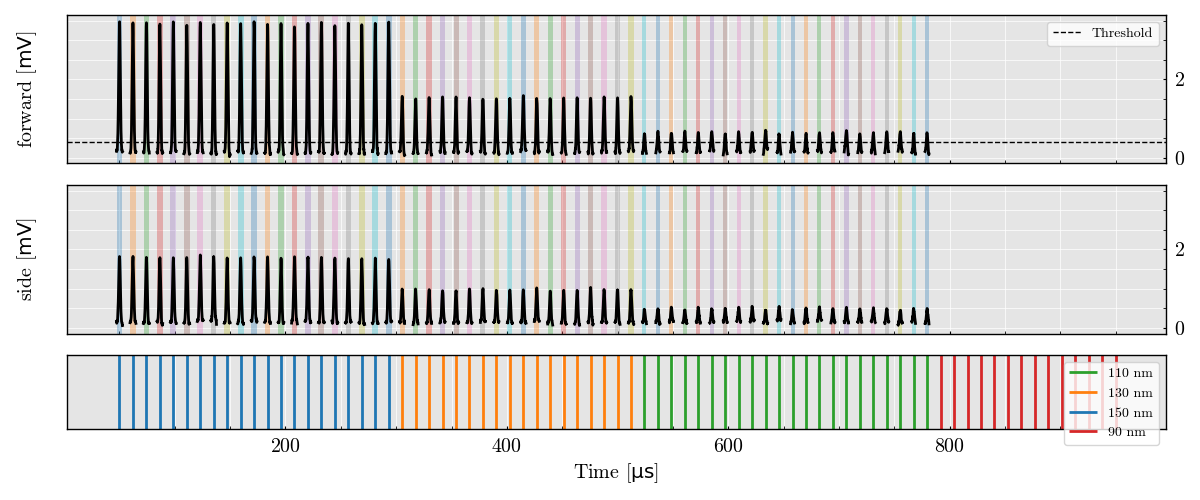 forward [mV]
Threshold
2
0
side [mV]
2
0
110 nm
130 nm
150 nm
90 nm
200 400 600 800
Time [µs]